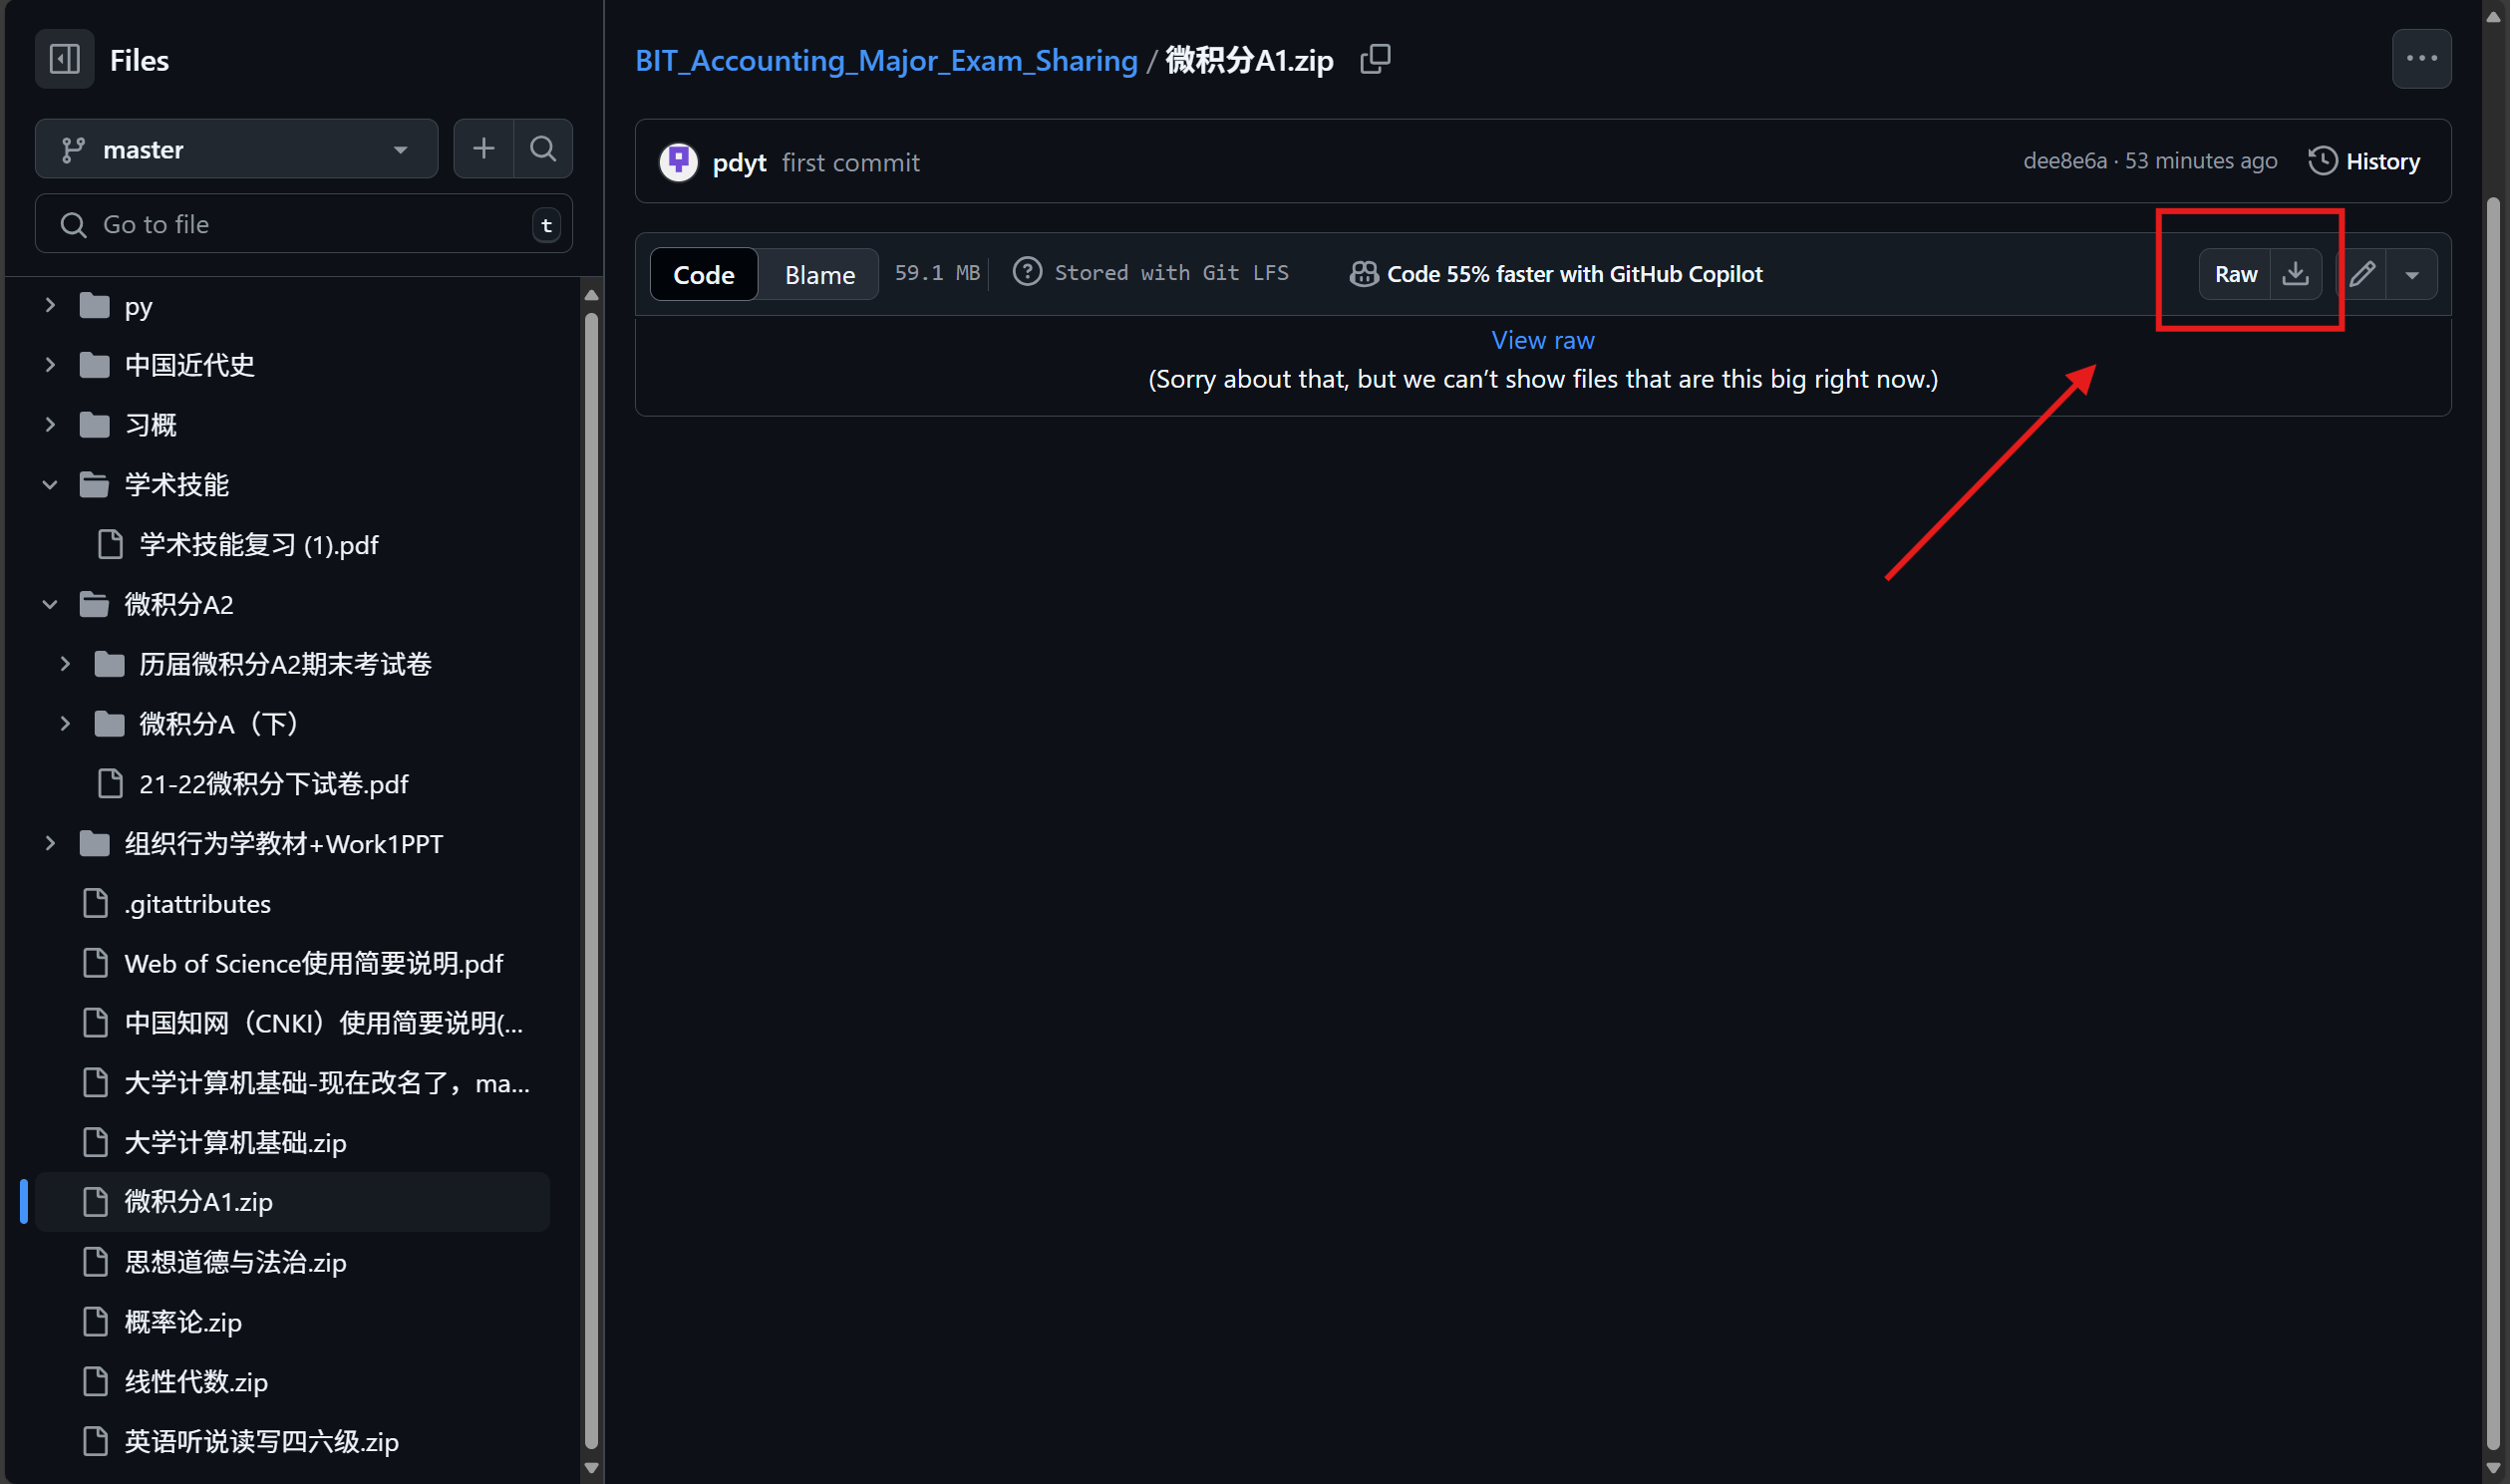 Files
master
Go to file
t
py
中国近代史
习概
学术技能
学术技能复习 (1).pdf
微积分A2
历届微积分A2期末考试卷
微积分A（下）
21-22微积分下试卷.pdf
组织行为学教材+Work1PPT
.gitattributes
Web of Science使用简要说明.pdf
中国知网（CNKI）使用简要说明(...
大学计算机基础-现在改名了，ma...
大学计算机基础.zip
微积分A1.zip
思想道德与法治.zip
概率论.zip
线性代数.zip
英语听说读写四六级.zip
BIT_Accounting_Major_Exam_Sharing / 微积分A1.zip
pdyt first commit
dee8e6a · 53 minutes ago
History
Code Blame 59.1 MB Stored with Git LFS Code 55% faster with GitHub Copilot
Raw
View raw
(Sorry about that, but we can’t show files that are this big right now.)